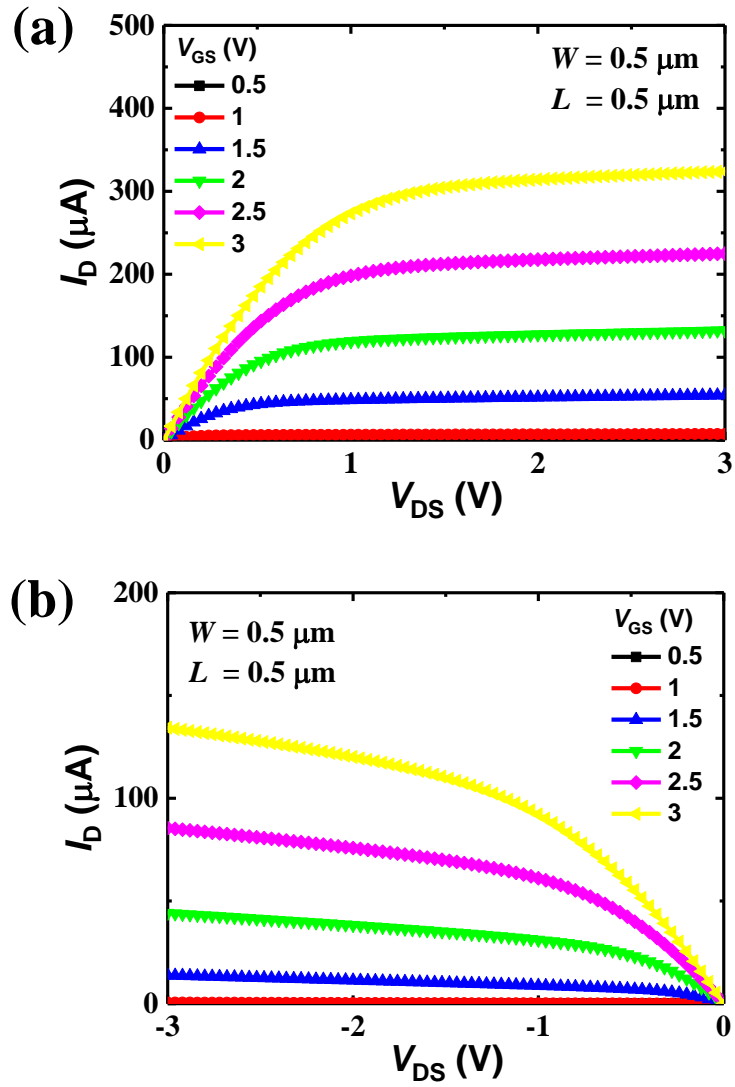 (a)
500
400
300
200
100
0
I_D (μA)
V_GS (V)
0.5
1
1.5
2
2.5
3
W = 0.5 μm
L = 0.5 μm
0 1 2 3
V_DS (V)
(b)
200
100
0
I_D (μA)
W = 0.5 μm
L = 0.5 μm
V_GS (V)
0.5
1
1.5
2
2.5
3
-3 -2 -1 0
V_DS (V)